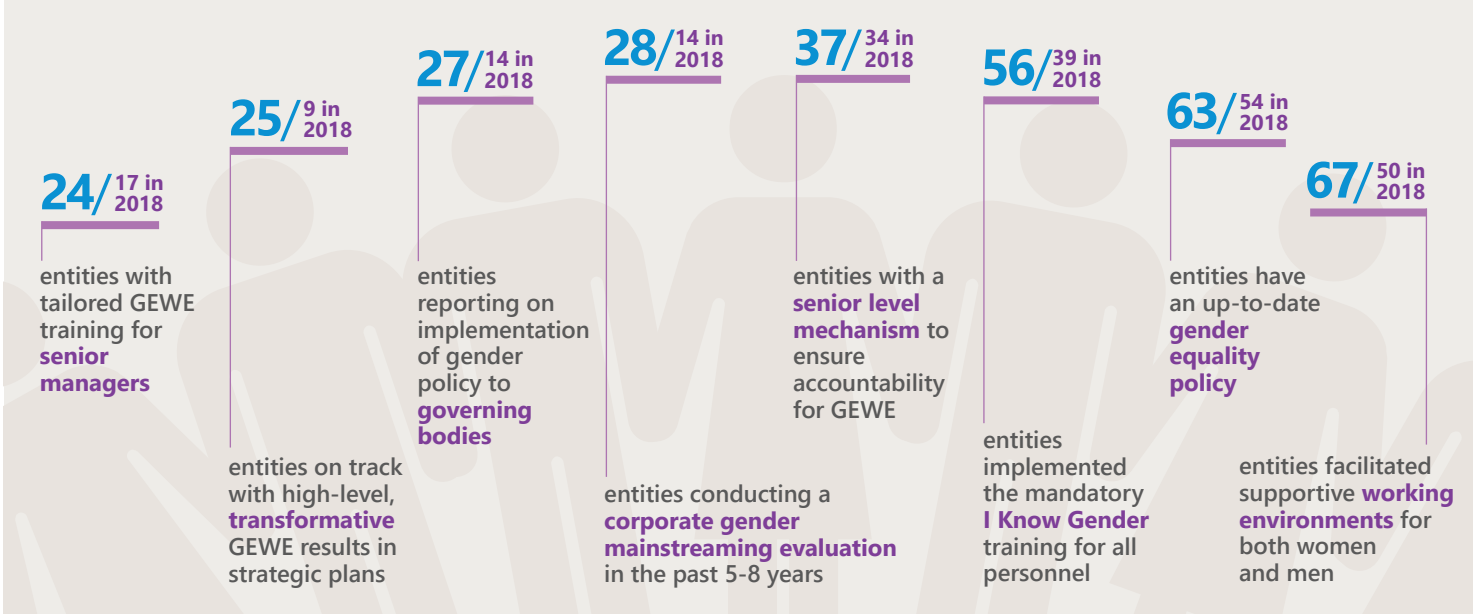 24/17 in
2018
entities with
tailored GEWE
training for
senior
managers
25/9 in
2018
entities on track
with high-level,
transformative
GEWE results in
strategic plans
27/14 in
2018
entities
reporting on
implementation
of gender
policy to
governing
bodies
28/14 in
2018
entities conducting a
corporate gender
mainstreaming evaluation
in the past 5-8 years
37/34 in
2018
entities with a
senior level
mechanism to
ensure
accountability
for GEWE
56/39 in
2018
entities
implemented
the mandatory
I Know Gender
training for all
personnel
63/54 in
2018
entities have
an up-to-date
gender
equality
policy
67/50 in
2018
entities facilitated
supportive working
environments for
both women
and men